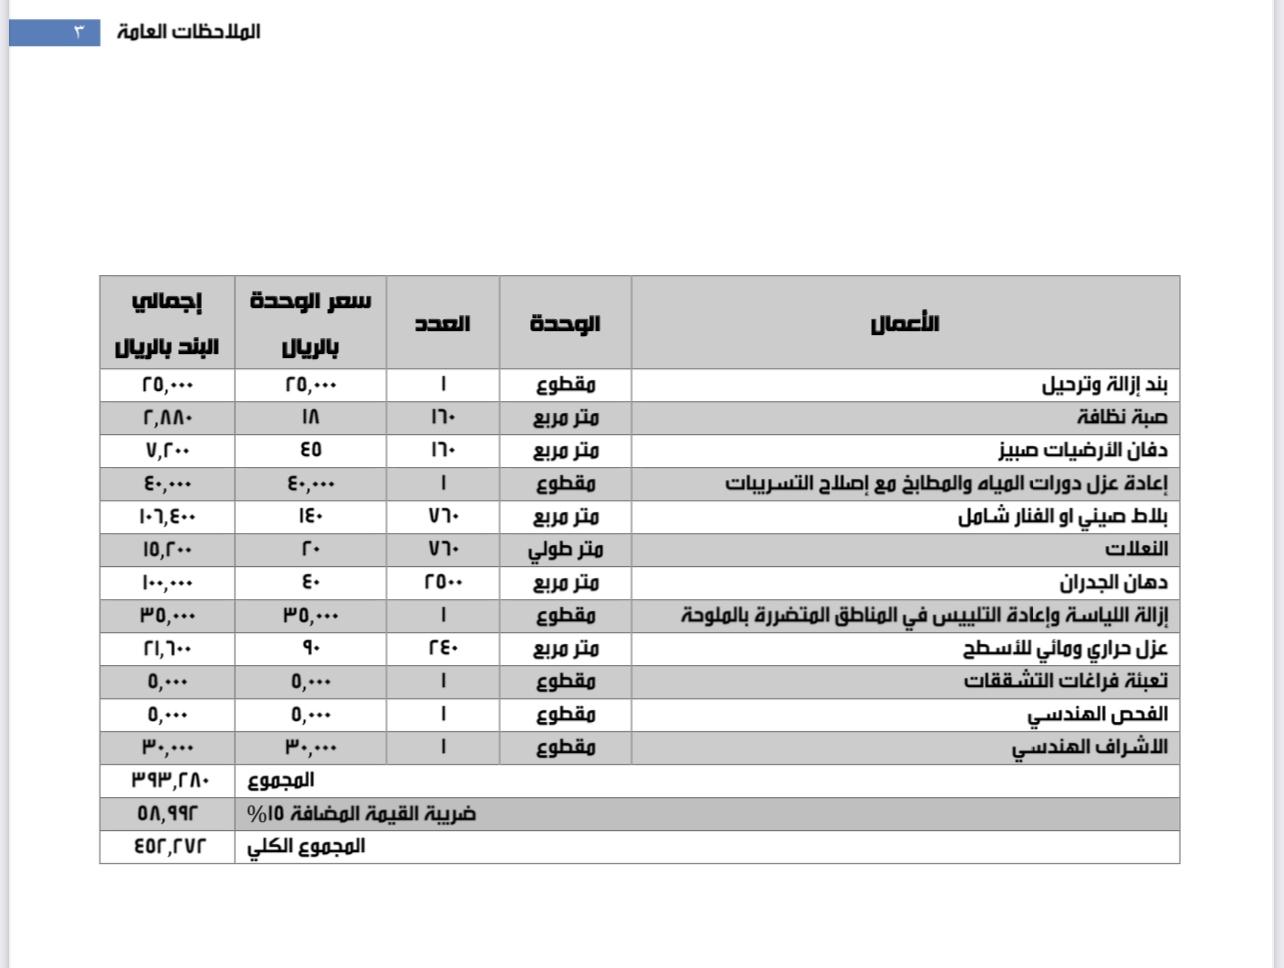 الملاحظات العامة ٣
الأعمال الوحدة العدد سعر الوحدة بالريال إجمالي البند بالريال
بند إزالة وترحيل مقطوع ١ ٢٥,٠٠٠ ٢٥,٠٠٠
صبة نظافة متر مربع ١٦٠ ١٨ ٢,٨٨٠
دفان الأرضيات صبيز متر مربع ١٦٠ ٤٥ ٧,٢٠٠
إعادة عزل دورات المياه والمطابخ مع إصلاح التسريبات مقطوع ١ ٤٠,٠٠٠ ٤٠,٠٠٠
بلاط صيني او الفنار شامل متر مربع ٧٦٠ ١٤٠ ١٠٦,٤٠٠
النعلات متر طولي ٧٦٠ ٢٠ ١٥,٢٠٠
دهان الجدران متر مربع ٢٥٠٠ ٤٠ ١٠٠,٠٠٠
إزالة اللياسة وإعادة التلييس في المناطق المتضررة بالملوحة مقطوع ١ ٣٥,٠٠٠ ٣٥,٠٠٠
عزل حراري ومائي للأسطح متر مربع ٢٤٠ ٩٠ ٢١,٦٠٠
تعبئة فراغات التشققات مقطوع ١ ٥,٠٠٠ ٥,٠٠٠
الفحص الهندسي مقطوع ١ ٥,٠٠٠ ٥,٠٠٠
الاشراف الهندسي مقطوع ١ ٣٠,٠٠٠ ٣٠,٠٠٠
المجموع ٣٩٣,٢٨٠
ضريبة القيمة المضافة ١٥% ٥٨,٩٩٢
المجموع الكلي ٤٥٢,٢٧٢